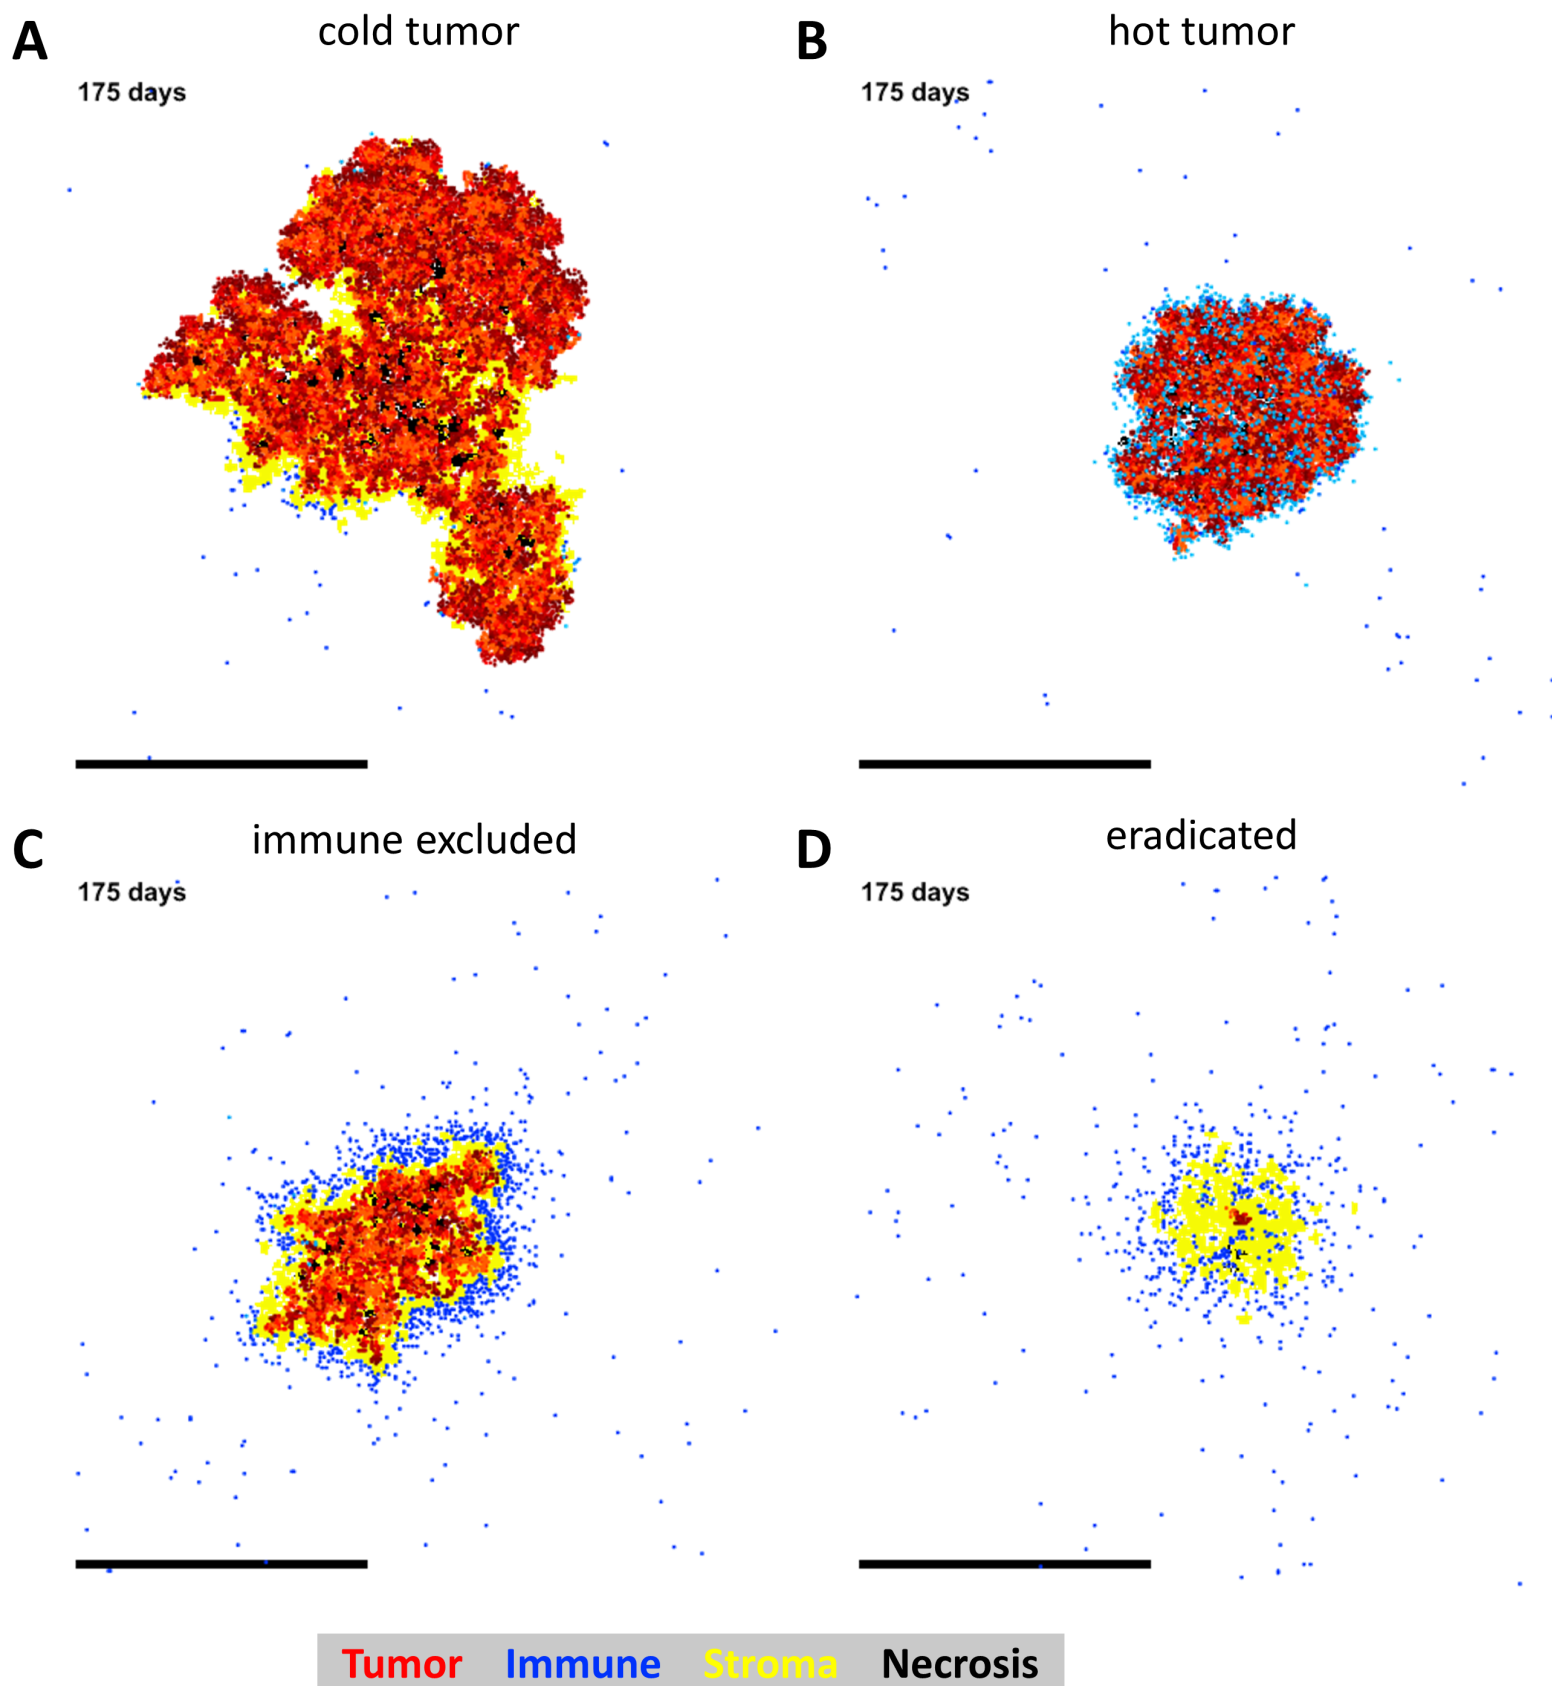 A
cold tumor
175 days
B
hot tumor
175 days
C
immune excluded
175 days
D
eradicated
175 days
Tumor Immune Stroma Necrosis